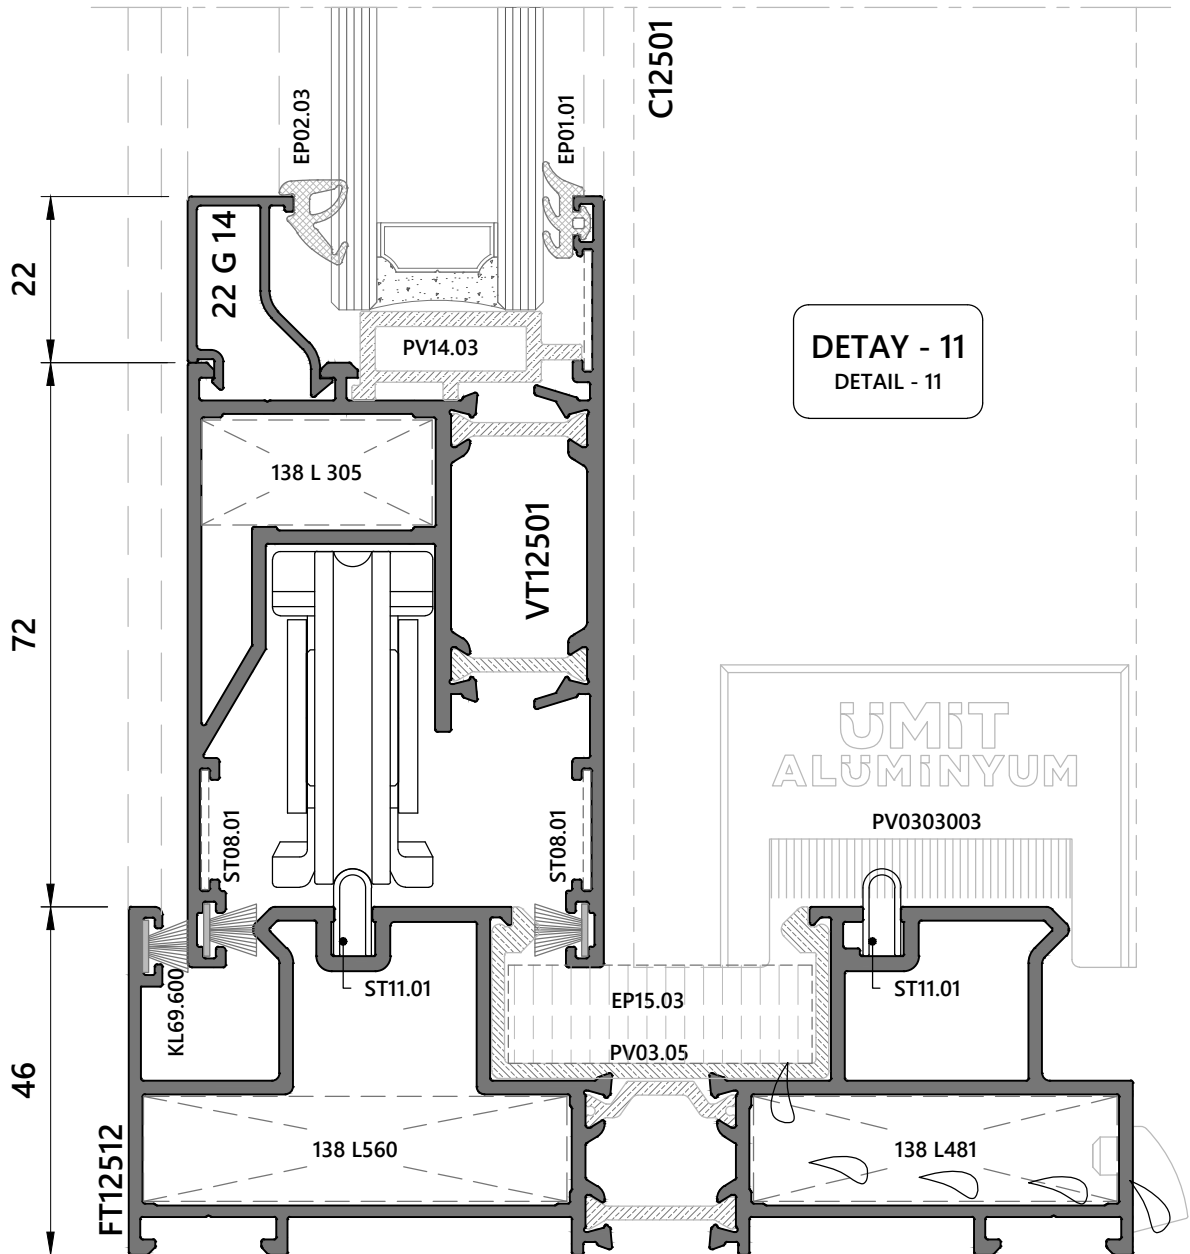 C12501
EP02.03
EP01.01
22
22 G 14
PV14.03
DETAY - 11
DETAIL - 11
138 L 305
VT12501
72
ÜMİT
ALÜMİNYUM
PV0303003
ST08.01
ST08.01
ST11.01
ST11.01
EP15.03
KL69.600
PV03.05
46
FT12512
138 L560
138 L481